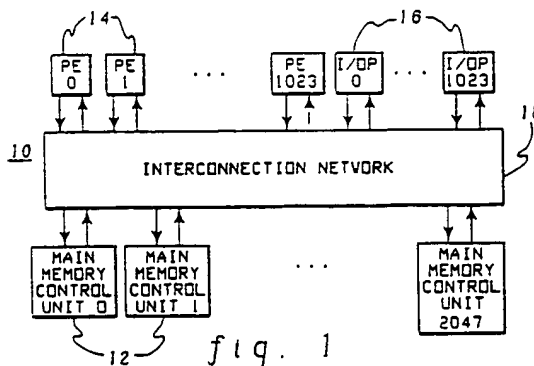 14
16
PE 0
PE 1
...
PE 1023
I/OP 0
...
I/OP 1023
10
INTERCONNECTION NETWORK
MAIN MEMORY CONTROL UNIT 0
MAIN MEMORY CONTROL UNIT 1
...
MAIN MEMORY CONTROL UNIT 2047
12
fig. 1